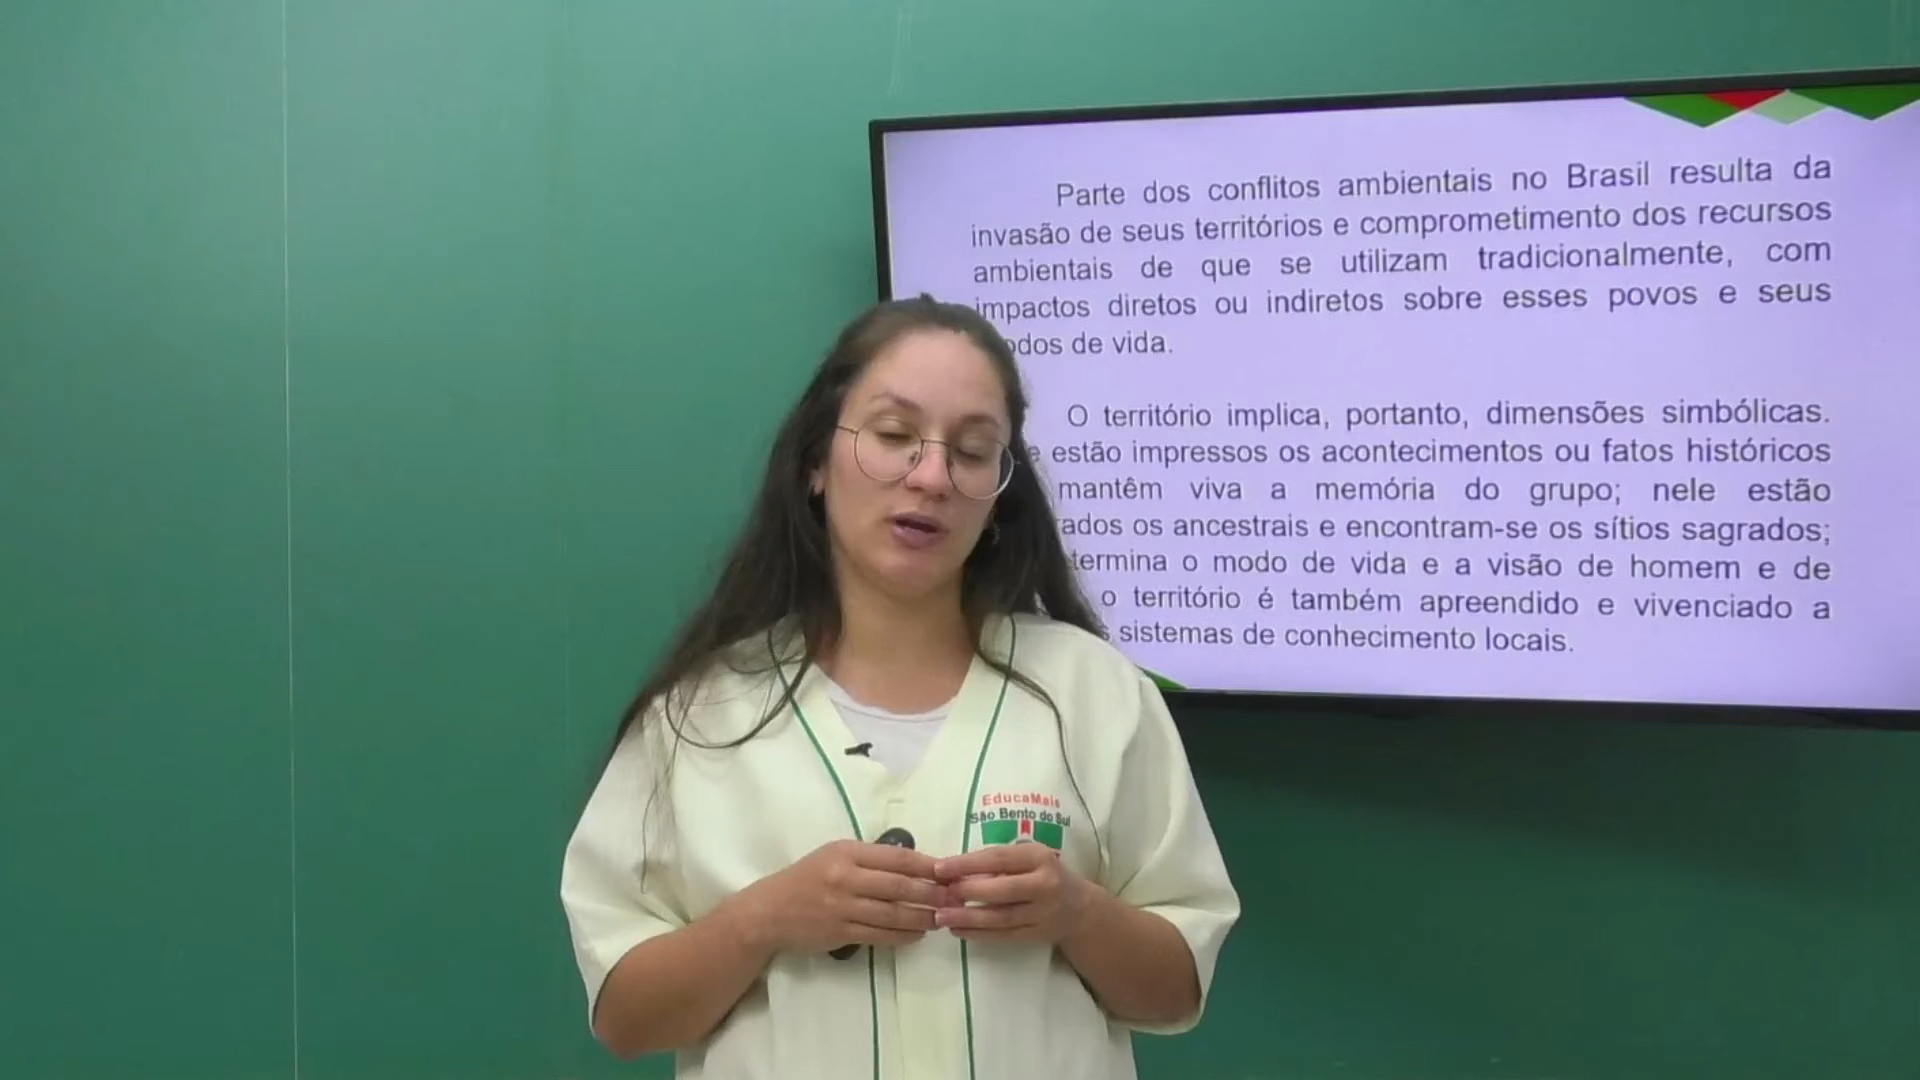 Parte dos conflitos ambientais no Brasil resulta da
invasão de seus territórios e comprometimento dos recursos
ambientais de que se utilizam tradicionalmente, com
impactos diretos ou indiretos sobre esses povos e seus
de vida.
O território implica, portanto, dimensões simbólicas.
estão impressos os acontecimentos ou fatos históricos
mantêm viva a memória do grupo; nele estão
os ancestrais e encontram-se os sítios sagrados;
o modo de vida e a visão de homem e de
o território é também apreendido e vivenciado a
sistemas de conhecimento locais.
EducaMais
São Bento do Sul